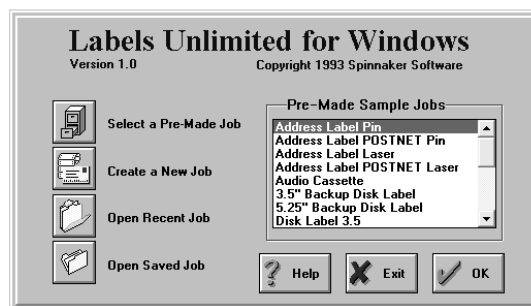 Labels Unlimited for Windows
Version 1.0 Copyright 1993 Spinnaker Software
Select a Pre-Made Job
Create a New Job
Open Recent Job
Open Saved Job
Pre-Made Sample Jobs
Address Label Pin
Address Label POSTNET Pin
Address Label Laser
Address Label POSTNET Laser
Audio Cassette
3.5" Backup Disk Label
5.25" Backup Disk Label
Disk Label 3.5
Help Exit OK